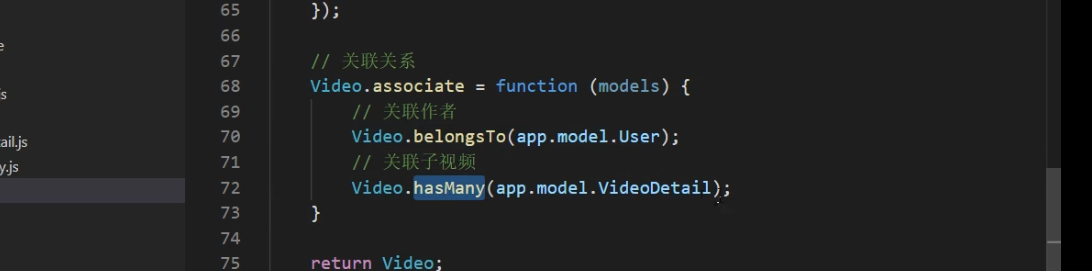 65 });
66
67 // 关联关系
68 Video.associate = function (models) {
69 // 关联作者
70 Video.belongsTo(app.model.User);
71 // 关联子视频
72 Video.hasMany(app.model.VideoDetail);
73 }
74
75 return Video;
e
s
ail.js
y.js